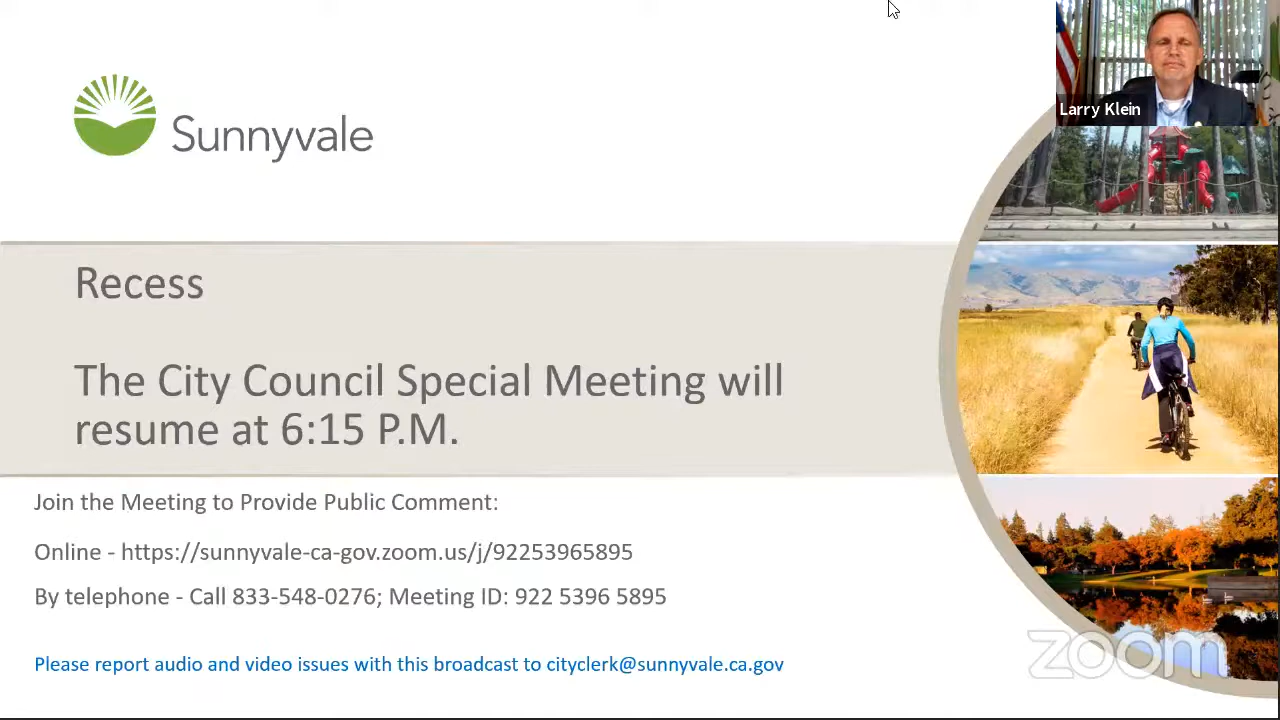 Larry Klein
Sunnyvale
Recess
The City Council Special Meeting will
resume at 6:15 P.M.
Join the Meeting to Provide Public Comment:
Online - https://sunnyvale-ca-gov.zoom.us/j/92253965895
By telephone - Call 833-548-0276; Meeting ID: 922 5396 5895
Please report audio and video issues with this broadcast to cityclerk@sunnyvale.ca.gov
zoom